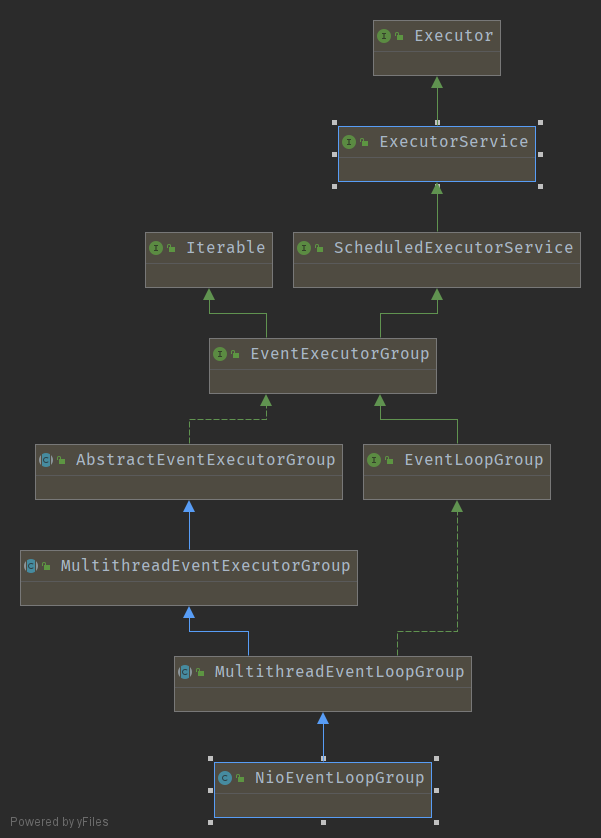 Executor
ExecutorService
Iterable
ScheduledExecutorService
EventExecutorGroup
AbstractEventExecutorGroup
EventLoopGroup
MultithreadEventExecutorGroup
MultithreadEventLoopGroup
NioEventLoopGroup
Powered by yFiles